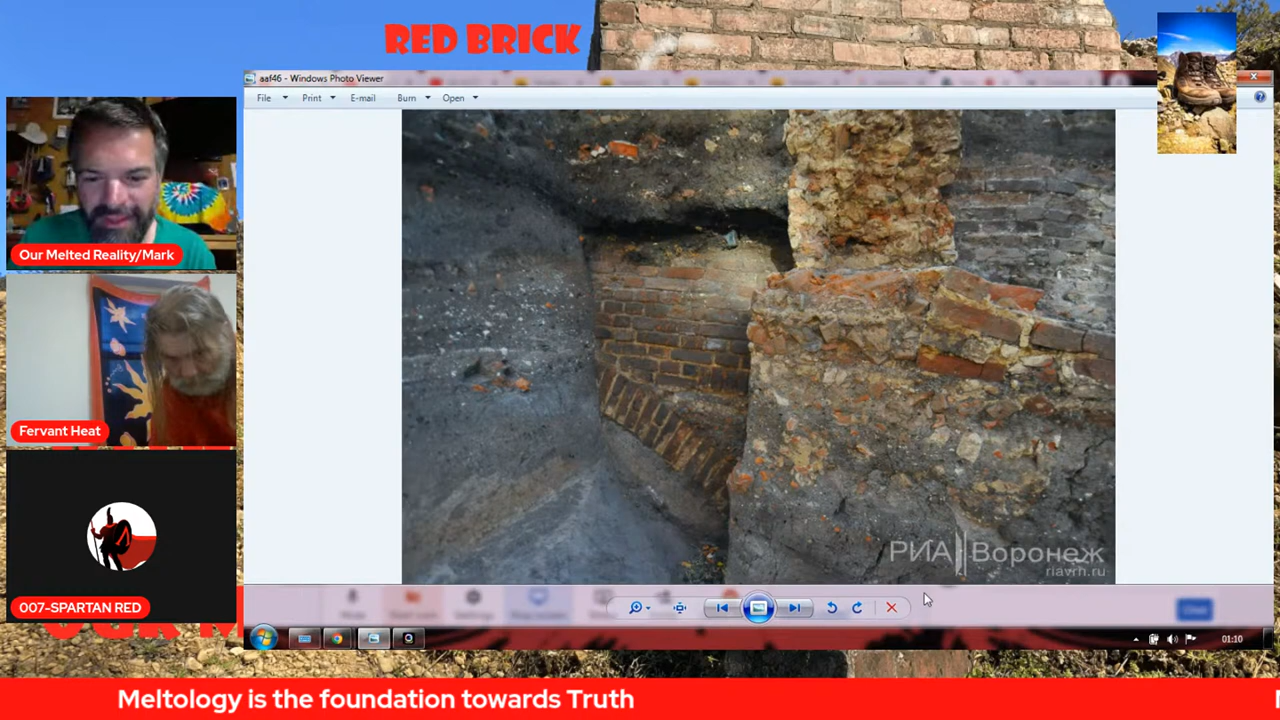 RED BRICK
aaf46 - Windows Photo Viewer
File Print E-mail Burn Open
Our Melted Reality/Mark
Fervant Heat
007-SPARTAN RED
РИА Воронеж
riavrn.ru
01:10
Meltology is the foundation towards Truth